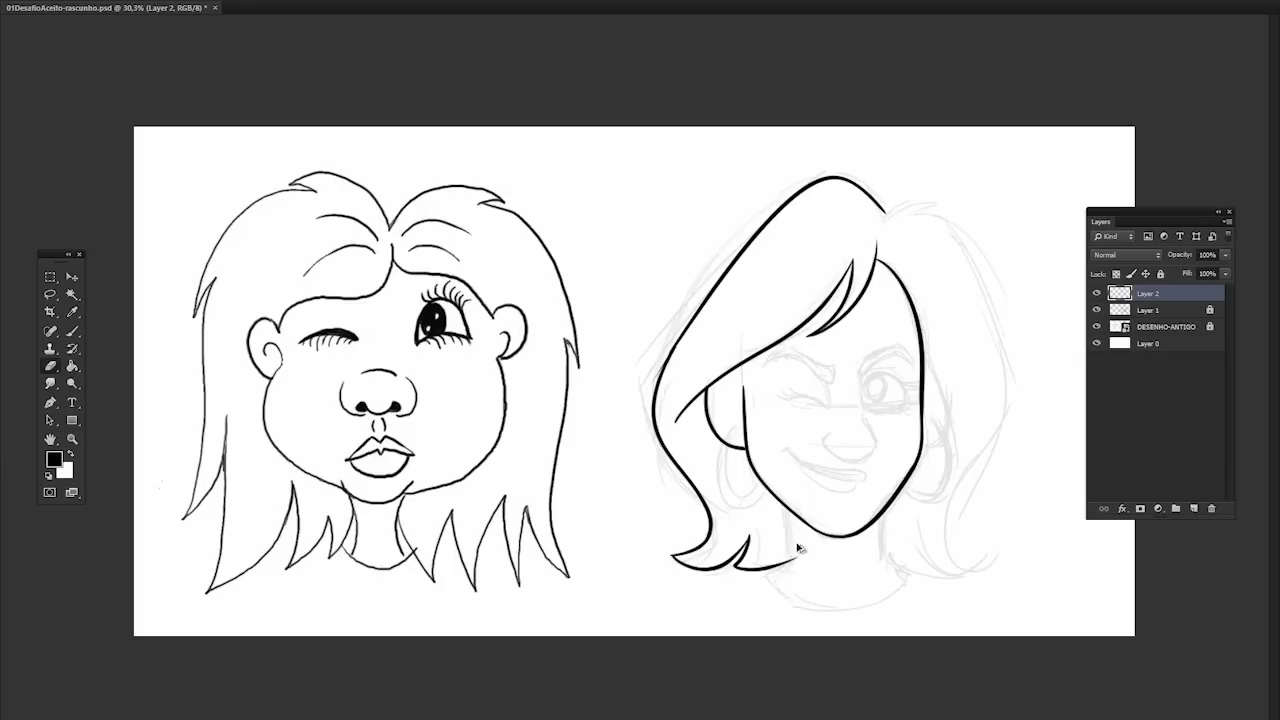 01DesafioAceito-rascunho.psd @ 30,3% (Layer 2, RGB/8) * ×
Layers
Kind
Normal Opacity: 100%
Lock: Fill: 100%
Layer 2
Layer 1
DESENHO-ANTIGO
Layer 0
T
T
fx